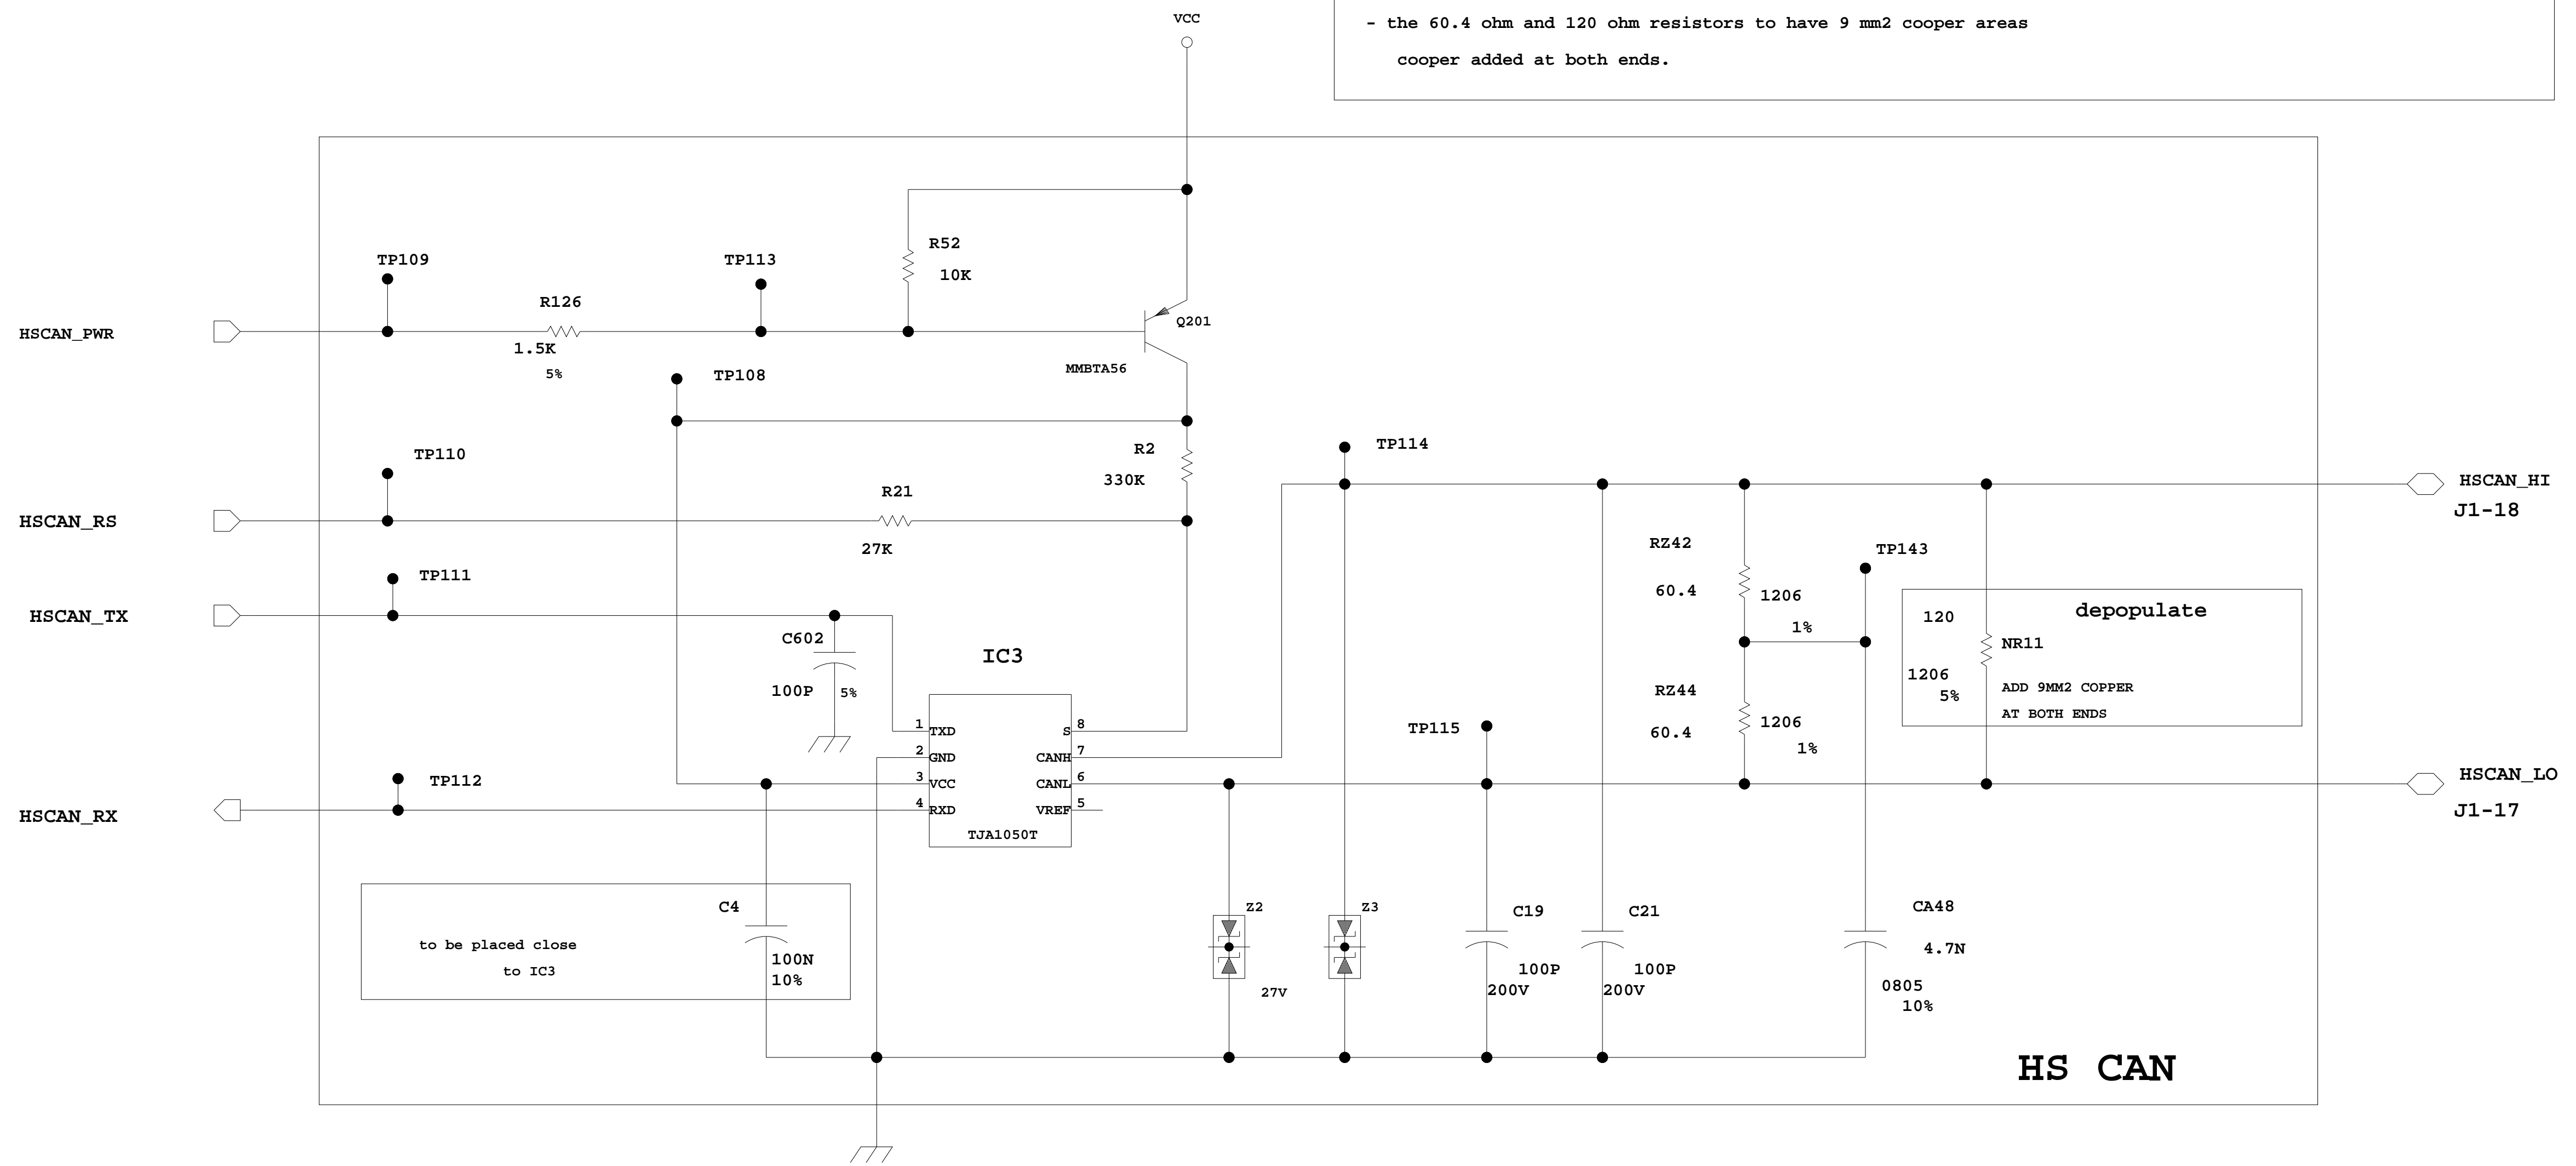 VCC
- the 60.4 ohm and 120 ohm resistors to have 9 mm2 cooper areas
cooper added at both ends.
R52
10K
TP109
TP113
R126
1.5K
5%
HSCAN_PWR
Q201
MMBTA56
TP108
TP110
R2
330K
TP114
HSCAN_HI
J1-18
R21
27K
HSCAN_RS
TP111
HSCAN_TX
RZ42
60.4
1206
1%
TP143
120
depopulate
NR11
1206
5%
ADD 9MM2 COPPER
AT BOTH ENDS
C602
100P
5%
IC3
RZ44
60.4
1206
1%
TP115
1
TXD
2
GND
3
VCC
4
RXD
S
8
CANH
7
CANL
6
VREF
5
TJA1050T
TP112
HSCAN_RX
HSCAN_LO
J1-17
to be placed close
to IC3
C4
100N
10%
Z2
27V
Z3
C19
100P
200V
C21
100P
200V
CA48
4.7N
0805
10%
HS CAN